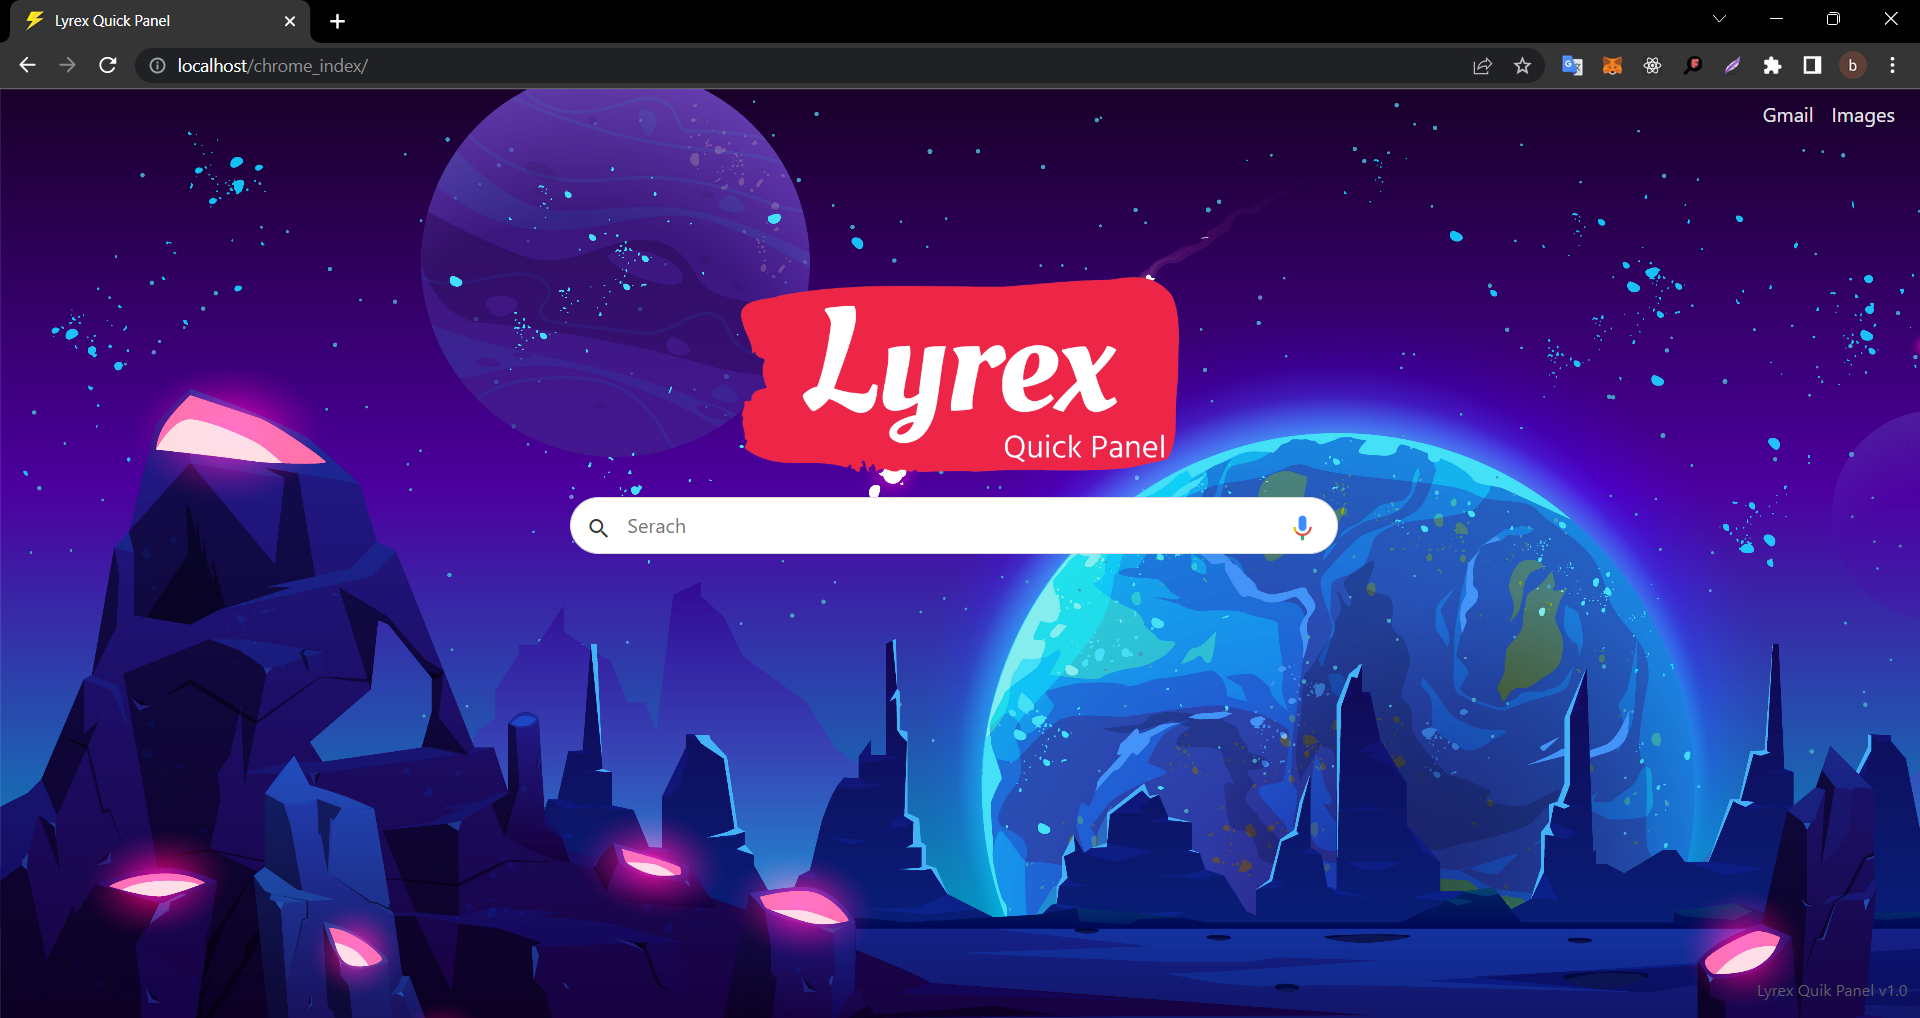 Lyrex Quick Panel
localhost/chrome_index/
b
Gmail Images
Lyrex
Quick Panel
Serach
Lyrex Quik Panel v1.0